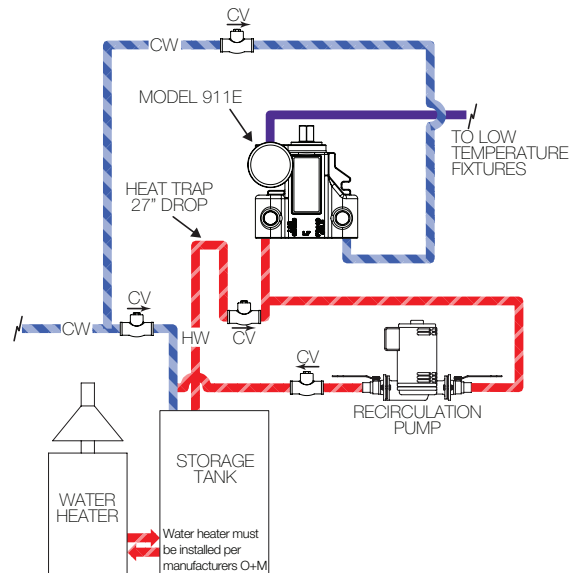 CV
CW
MODEL 911E
TO LOW
TEMPERATURE
FIXTURES
HEAT TRAP
27" DROP
CV
CW
HW
CV
CV
RECIRCULATION
PUMP
STORAGE
TANK
WATER
HEATER
Water heater must
be installed per
manufacturers O+M